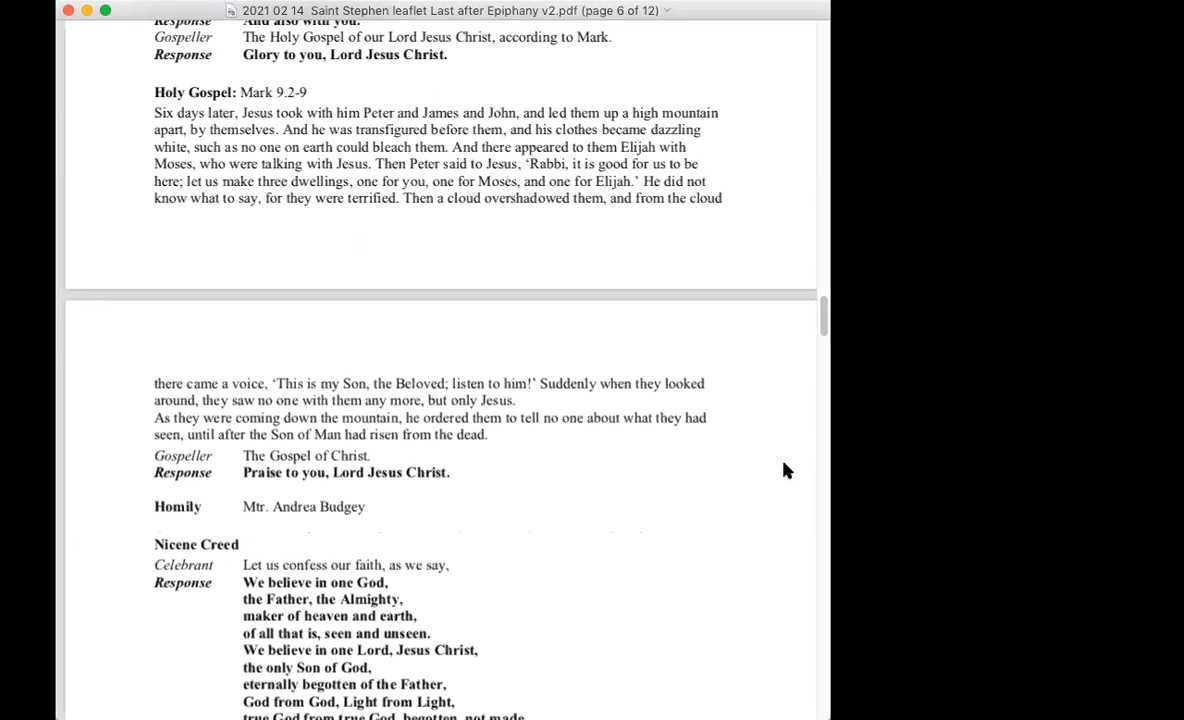 2021 02 14 Saint Stephen leaflet Last after Epiphany v2.pdf (page 6 of 12)
Response And also with you.
Gospeller The Holy Gospel of our Lord Jesus Christ, according to Mark.
Response Glory to you, Lord Jesus Christ.
Holy Gospel: Mark 9.2-9
Six days later, Jesus took with him Peter and James and John, and led them up a high mountain
apart, by themselves. And he was transfigured before them, and his clothes became dazzling
white, such as no one on earth could bleach them. And there appeared to them Elijah with
Moses, who were talking with Jesus. Then Peter said to Jesus, ‘Rabbi, it is good for us to be
here; let us make three dwellings, one for you, one for Moses, and one for Elijah.’ He did not
know what to say, for they were terrified. Then a cloud overshadowed them, and from the cloud
there came a voice, ‘This is my Son, the Beloved; listen to him!’ Suddenly when they looked
around, they saw no one with them any more, but only Jesus.
As they were coming down the mountain, he ordered them to tell no one about what they had
seen, until after the Son of Man had risen from the dead.
Gospeller The Gospel of Christ.
Response Praise to you, Lord Jesus Christ.
Homily Mtr. Andrea Budgey
Nicene Creed
Celebrant Let us confess our faith, as we say,
Response We believe in one God,
the Father, the Almighty,
maker of heaven and earth,
of all that is, seen and unseen.
We believe in one Lord, Jesus Christ,
the only Son of God,
eternally begotten of the Father,
God from God, Light from Light,
true God from true God, begotten, not made